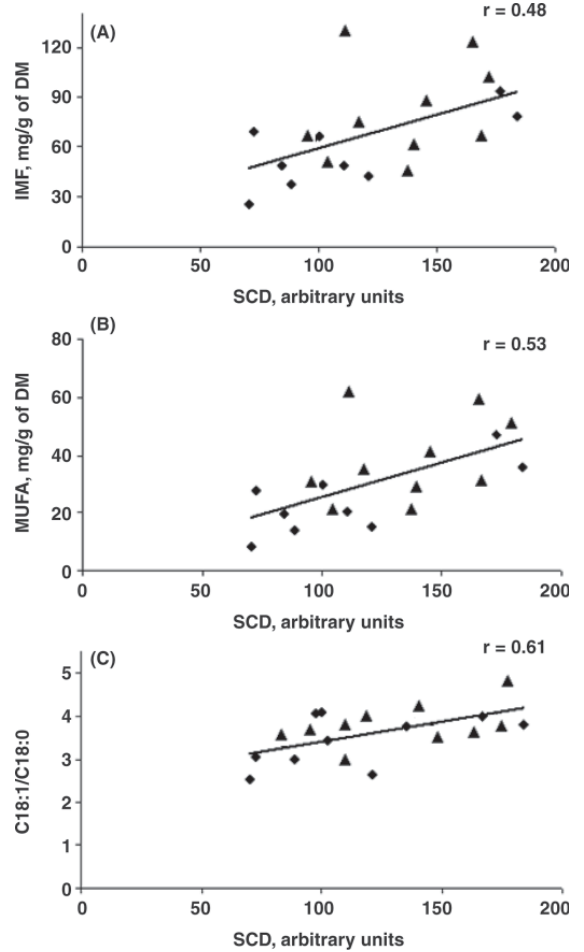 (A)
r = 0.48
IMF, mg/g of DM
120
90
60
30
0
0 50 100 150 200
SCD, arbitrary units
(B)
r = 0.53
MUFA, mg/g of DM
80
60
40
20
0
0 50 100 150 200
SCD, arbitrary units
(C)
r = 0.61
C18:1/C18:0
5
4
3
2
1
0
0 50 100 150 200
SCD, arbitrary units